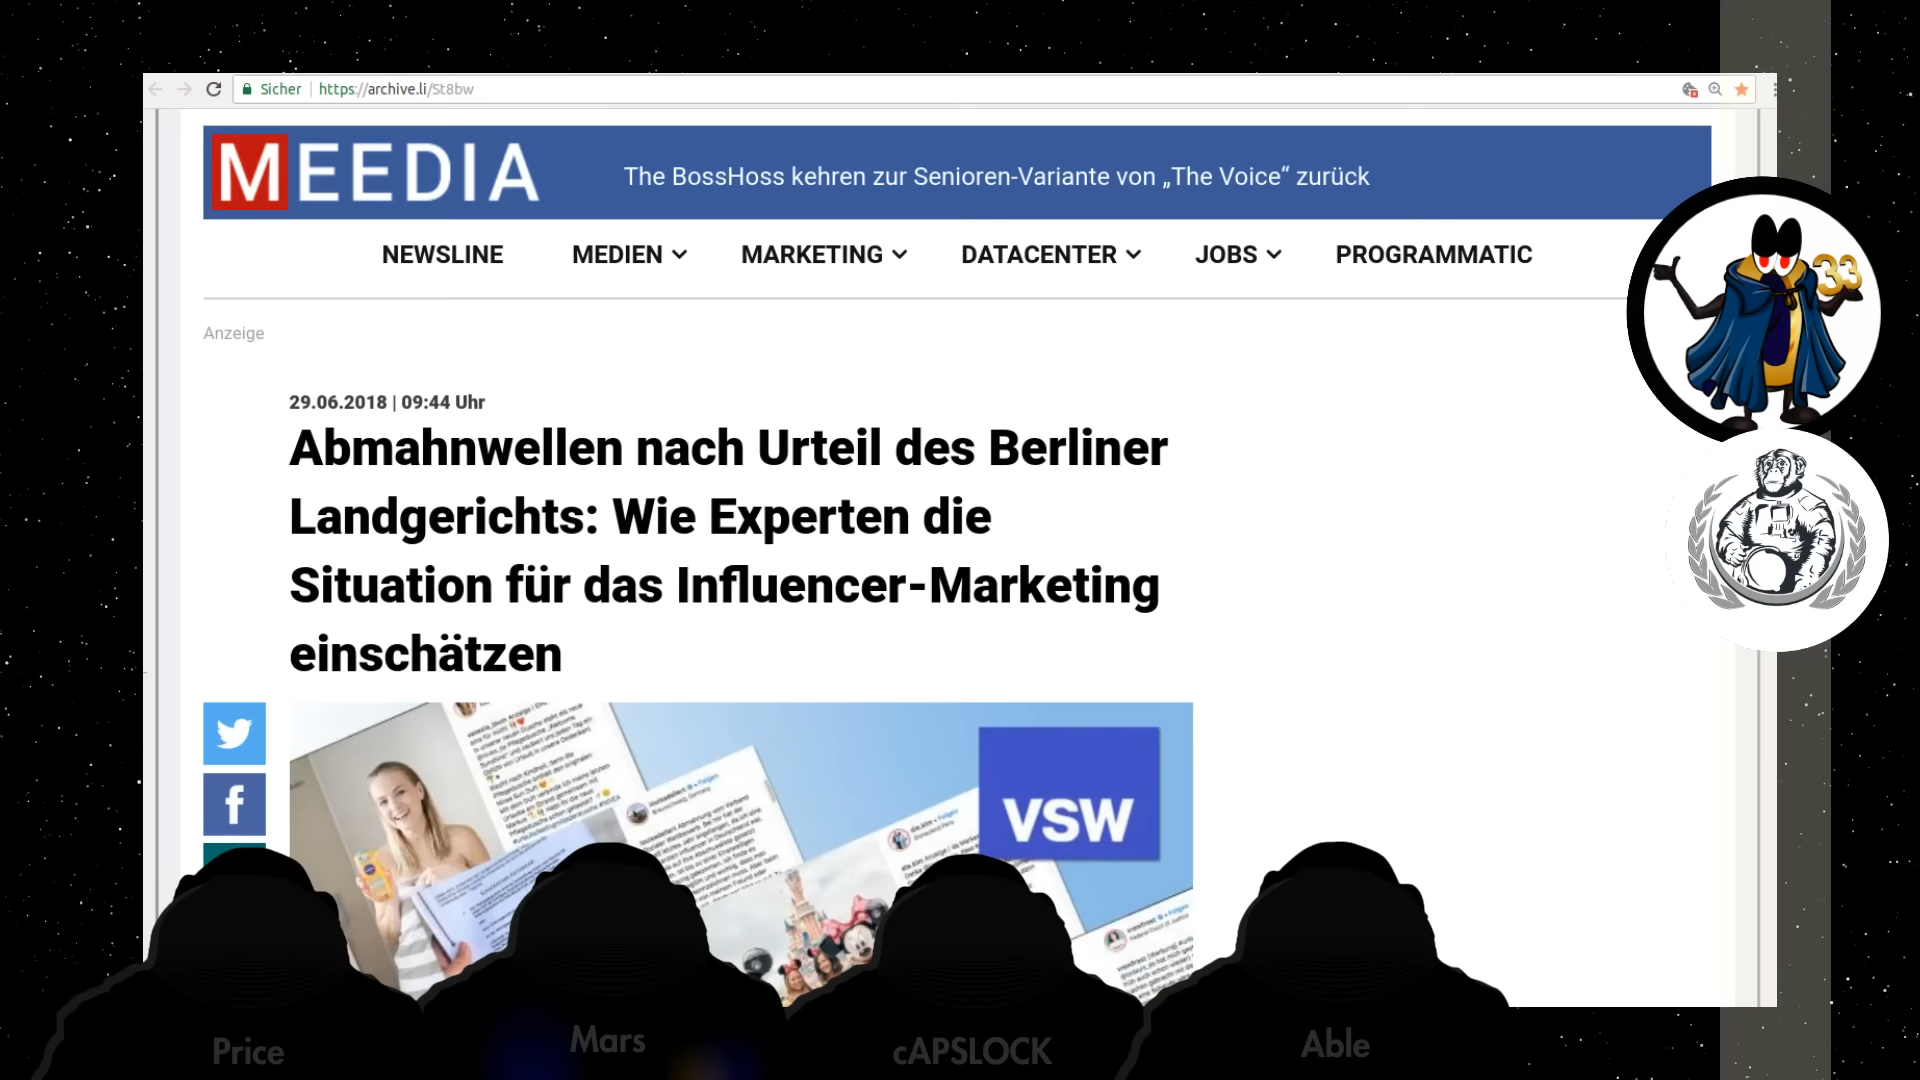 Sicher | https://archive.li/St8bw
MEEDIA
The BossHoss kehren zur Senioren-Variante von „The Voice“ zurück
NEWSLINE MEDIEN MARKETING DATACENTER JOBS PROGRAMMATIC
33
Anzeige
29.06.2018 | 09:44 Uhr
Abmahnwellen nach Urteil des Berliner
Landgerichts: Wie Experten die
Situation für das Influencer-Marketing
einschätzen
vsw
Price
Mars
cAPSLOCK
Able